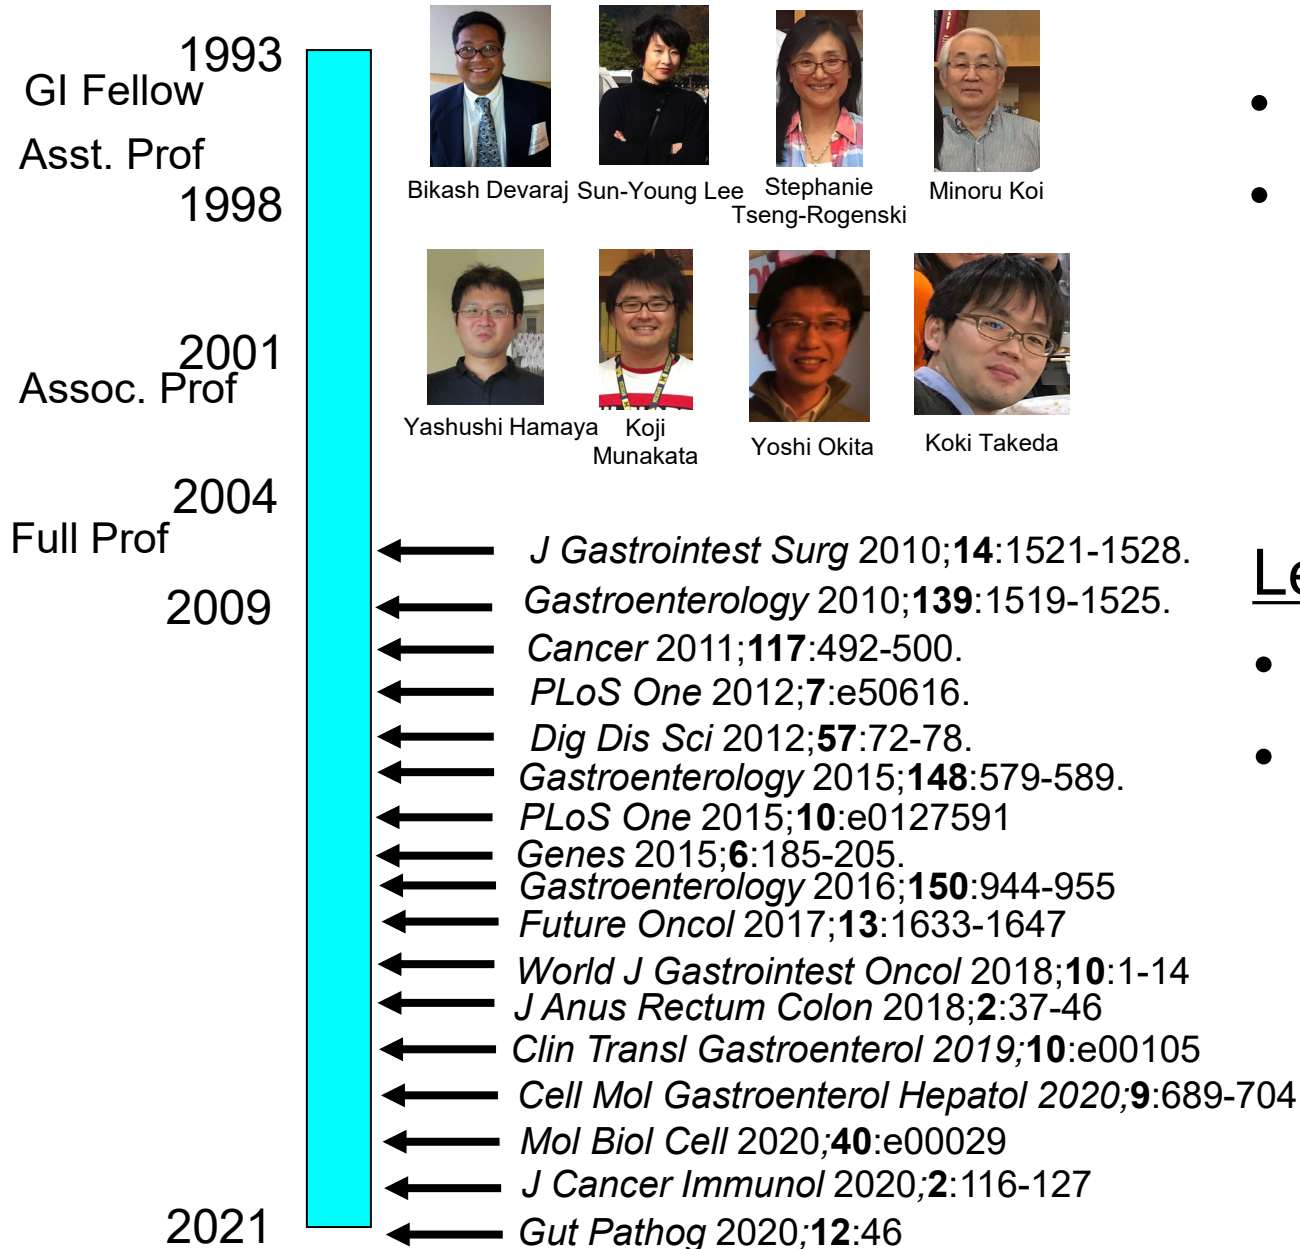 1993
GI Fellow
Asst. Prof
1998
2001
Assoc. Prof
2004
Full Prof
2009
2021
Bikash Devaraj
Sun-Young Lee
Stephanie
Tseng-Rogenski
Minoru Koi
Yashushi Hamaya
Koji
Munakata
Yoshi Okita
Koki Takeda
J Gastrointest Surg 2010;14:1521-1528.
Gastroenterology 2010;139:1519-1525.
Cancer 2011;117:492-500.
PLoS One 2012;7:e50616.
Dig Dis Sci 2012;57:72-78.
Gastroenterology 2015;148:579-589.
PLoS One 2015;10:e0127591
Genes 2015;6:185-205.
Gastroenterology 2016;150:944-955
Future Oncol 2017;13:1633-1647
World J Gastrointest Oncol 2018;10:1-14
J Anus Rectum Colon 2018;2:37-46
Clin Transl Gastroenterol 2019;10:e00105
Cell Mol Gastroenterol Hepatol 2020;9:689-704
Mol Biol Cell 2020;40:e00029
J Cancer Immunol 2020;2:116-127
Gut Pathog 2020;12:46
•
•
Le
•
•